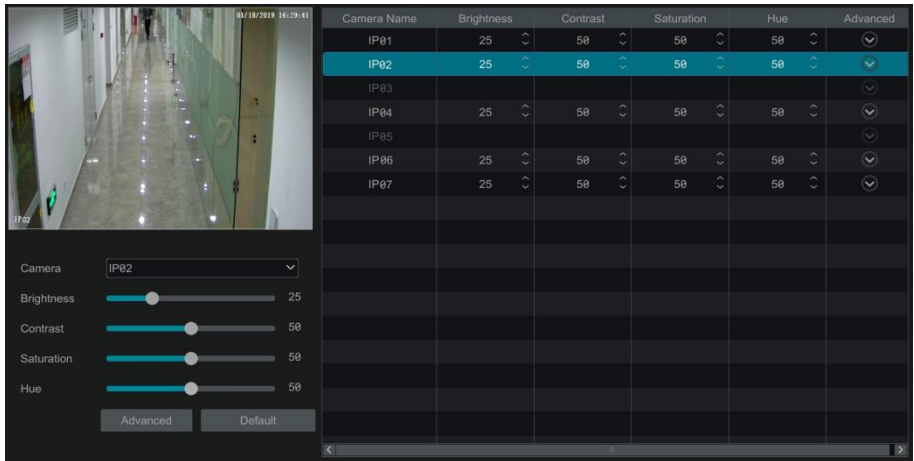 01/18/2019 16:29:41
IP02
Camera IP02
Brightness 25
Contrast 50
Saturation 50
Hue 50
Advanced Default
Camera Name Brightness Contrast Saturation Hue Advanced
IP01 25 50 50 50
IP02 25 50 50 50
IP03
IP04 25 50 50 50
IP05
IP06 25 50 50 50
IP07 25 50 50 50